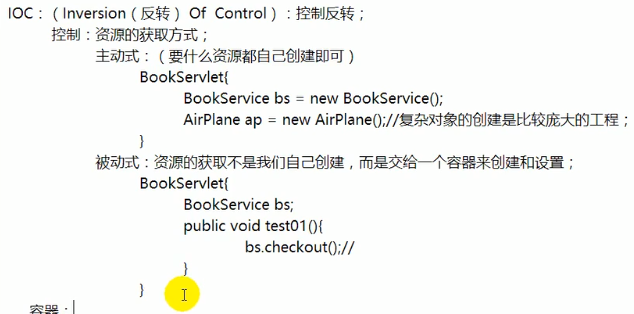 IOC：（Inversion（反转）Of Control）：控制反转；
控制：资源的获取方式；
主动式：（要什么资源都自己创建即可）
BookServlet{
BookService bs = new BookService();
AirPlane ap = new AirPlane();//复杂对象的创建是比较庞大的工程；
}
被动式：资源的获取不是我们自己创建，而是交给一个容器来创建和设置；
BookServlet{
BookService bs;
public void test01(){
bs.checkout();//
}
}
容器：